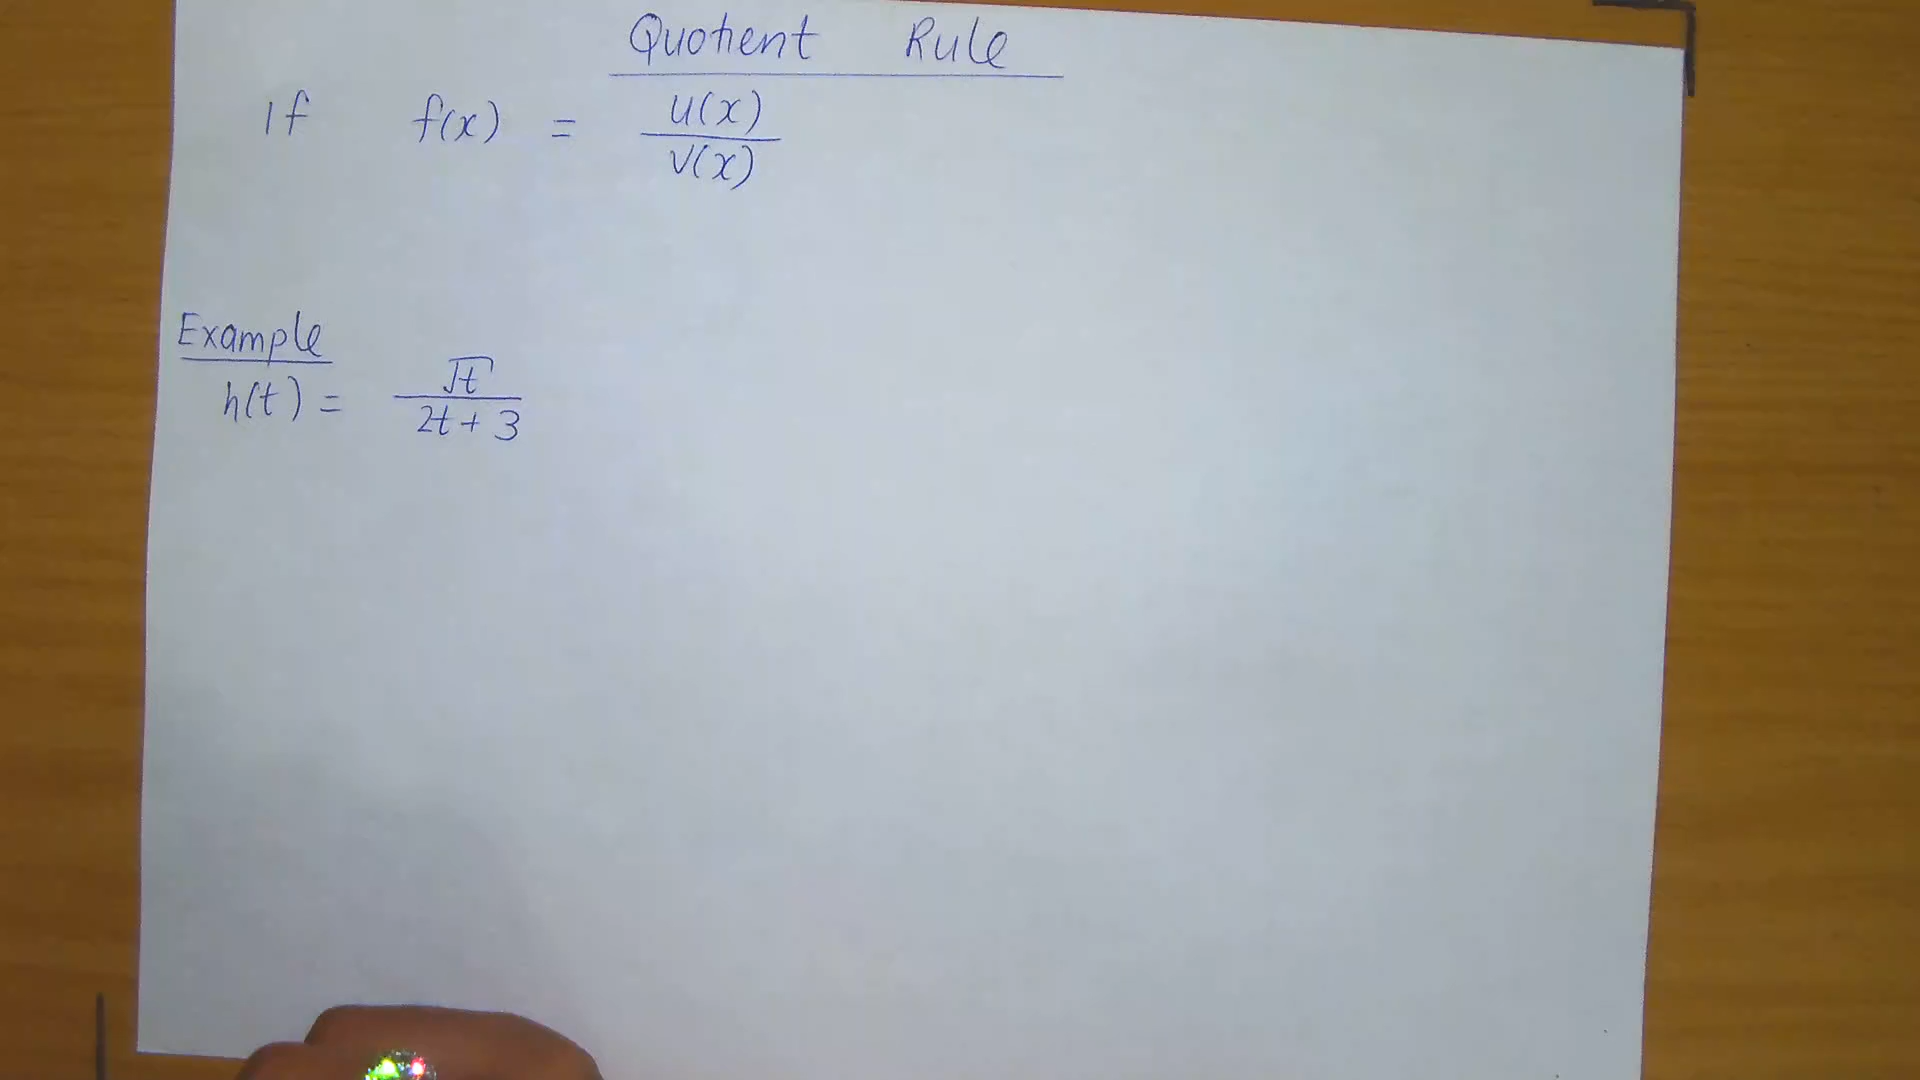 Quotient Rule
If f(x) = u(x)/v(x)
Example
h(t) = √t/(2t + 3)